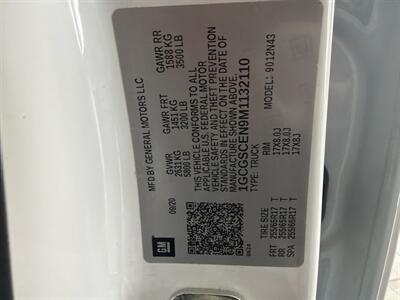 MFD BY GENERAL MOTORS LLC
09/20
GVWR
2631 KG
5800 LB
GAWR FRT
1451 KG
3200 LB
GAWR RR
1588 KG
3500 LB
THIS VEHICLE CONFORMS TO ALL
APPLICABLE U.S. FEDERAL MOTOR
VEHICLE SAFETY AND THEFT PREVENTION
STANDARDS IN EFFECT ON THE DATE OF
MANUFACTURE SHOWN ABOVE.
1GCGSCEN9M1132110
TYPE: TRUCK
MODEL: 9012N43
GM
TIRE SIZE
RIM
FRT 255/65R17 T 17X8.0J
RR 255/65R17 T 17X8.0J
SPA 255/65R17 T 17X8J